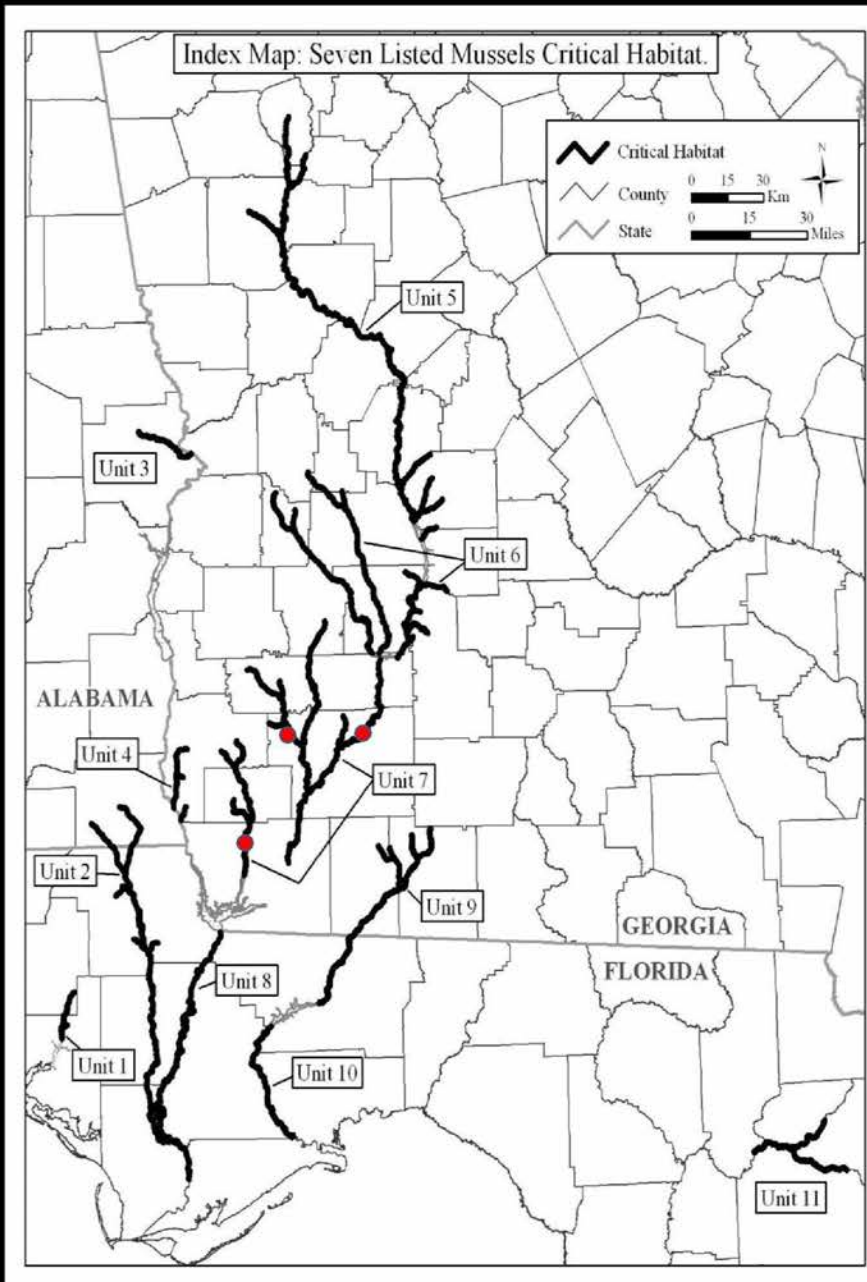 Index Map: Seven Listed Mussels Critical Habitat.
N
Critical Habitat
County
0 15 30
Km
State
0 15 30
Miles
Unit 5
Unit 3
Unit 6
ALABAMA
Unit 4
Unit 7
Unit 2
Unit 9
GEORGIA
FLORIDA
Unit 8
Unit 1
Unit 10
Unit 11